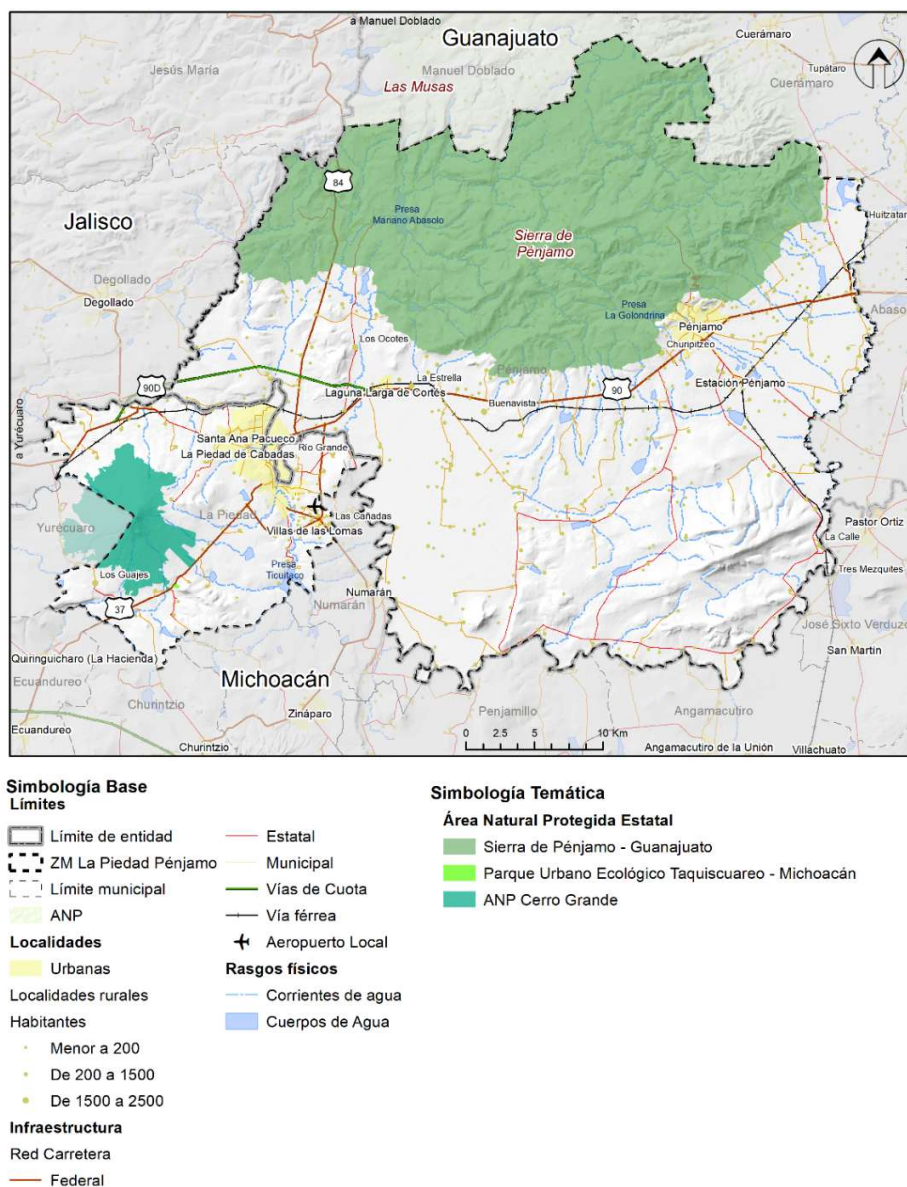 a Manuel Doblado
Guanajuato
Cuerámaro
Jesús María
Manuel Doblado
Tupátaro
Las Musas
Cuerámaro
84
Jalisco
Presa
Mariano Abasolo
Huitzatar
Sierra de
Pénjamo
Degollado
Degollado
Presa
La Golondrina
Abaso
Pénjamo
Churipitzeo
Los Ocotes
Pénjamo
90D
La Estrella
Estación Pénjamo
Laguna Larga de Cortés
90
Buenavista
a Yurécuaro
Santa Ana Pacueco
Río Grande
La Piedad de Cabadas
La Piedad
Las Cañadas
Yurécuaro
Villas de las Lomas
Pastor Ortiz
La Calle
Presa
Ticuitaco
Los Guajes
Tres Mezquites
Numarán
Numarán
37
José Sixto Verduzo
San Martín
Quiringuicharo (La Hacienda)
Michoacán
Ecuandureo
Churintzio
Penjamillo
Angamacutiro
Zináparo
Ecuandureo
0 2.5 5 10 Km
Churintzio
Angamacutiro de la Unión
Villachuato
Simbología Base
Límites
Límite de entidad
ZM La Piedad Pénjamo
Límite municipal
ANP
Localidades
Urbanas
Localidades rurales
Habitantes
Menor a 200
De 200 a 1500
De 1500 a 2500
Infraestructura
Red Carretera
Federal
Estatal
Municipal
Vías de Cuota
Vía férrea
Aeropuerto Local
Rasgos físicos
Corrientes de agua
Cuerpos de Agua
Simbología Temática
Área Natural Protegida Estatal
Sierra de Pénjamo - Guanajuato
Parque Urbano Ecológico Taquiscuareo - Michoacán
ANP Cerro Grande